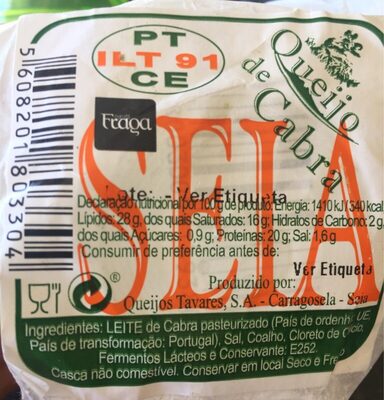 PT
ILT 91
CE
Queijo
de
Cabra
5608201803304
Fraga
SEIA
Lote: - Ver Etiqueta
Declaração nutricional por 100 g de produto: Energia: 1410 kJ (340 kcal
Lípidos: 28 g, dos quais Saturados: 16 g; Hidratos de Carbono: 2 g
dos quais Açucares: 0,9 g; Proteínas: 20 g; Sal: 1,6 g
Consumir de preferência antes de:
Ver Etiqueta
®
Produzido por:
Queijos Tavares, S.A. - Carragosela - Seia
Ingredientes: LEITE de Cabra pasteurizado (País de ordenha: UE
País de transformação: Portugal), Sal, Coalho, Cloreto de Cálcio,
Fermentos Lácteos e Conservante: E252.
Casca não comestível. Conservar em local Seco e Fre